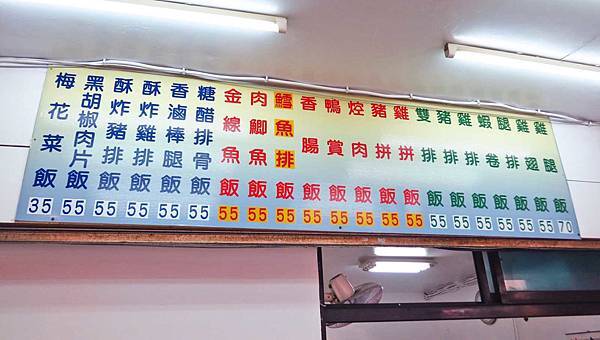 梅花菜飯 35
黑胡椒肉片飯 55
酥炸豬排飯 55
酥炸雞排飯 55
香滷棒腿飯 55
糖醋排骨飯 55
金線魚飯 55
肉鯽魚飯 55
鱈魚排飯 55
香腸飯 55
鴨賞飯 55
焢肉飯 55
豬拼飯 55
雞拼飯 55
雙排飯 55
豬排飯 55
雞排飯 55
蝦卷飯 55
腿排飯 55
雞翅飯 55
雞腿飯 70